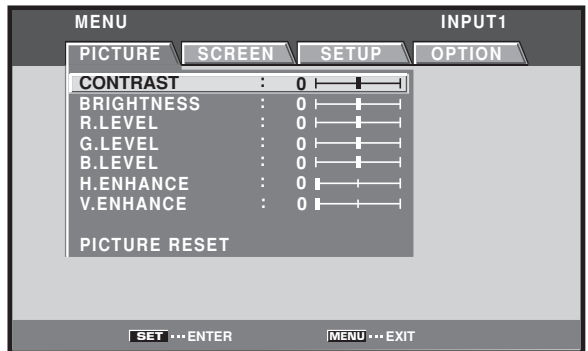 MENU INPUT1
PICTURE SCREEN SETUP OPTION
CONTRAST : 0
BRIGHTNESS : 0
R.LEVEL : 0
G.LEVEL : 0
B.LEVEL : 0
H.ENHANCE : 0
V.ENHANCE : 0
PICTURE RESET
SET ···ENTER MENU ···EXIT